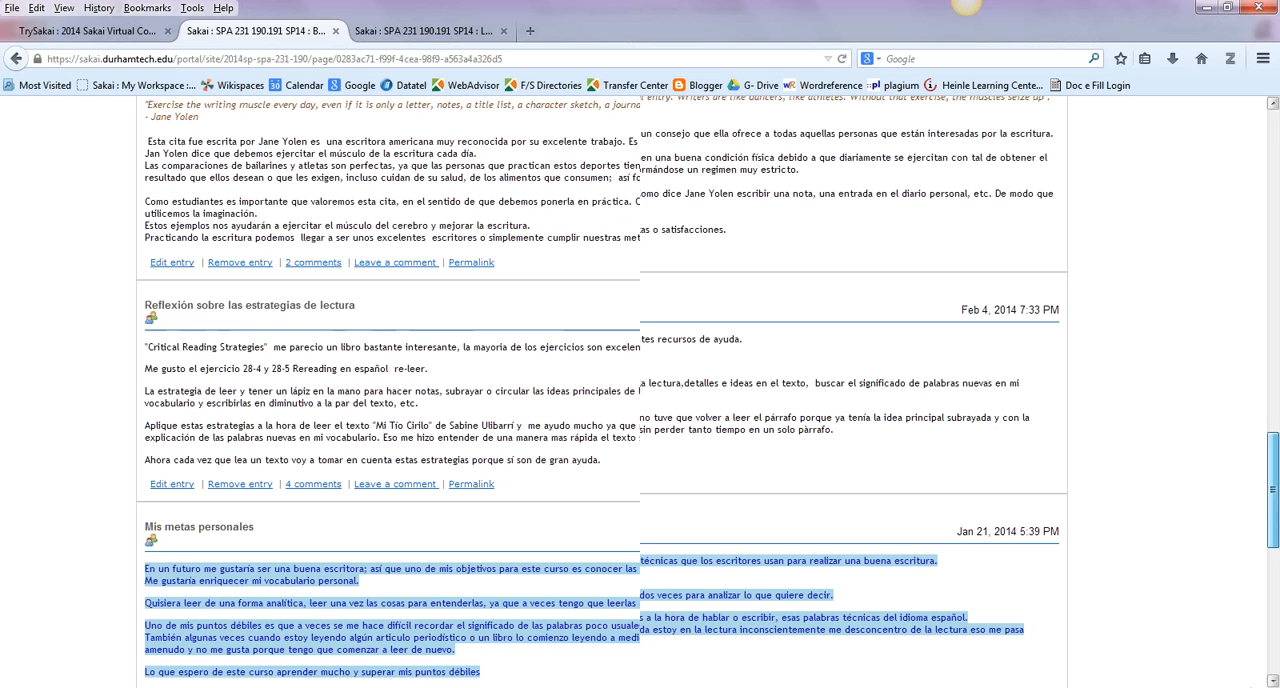 File Edit View History Bookmarks Tools Help
TrySakai : 2014 Sakai Virtual Co... × Sakai : SPA 231 190.191 SP14 : B... × Sakai : SPA 231 190.191 SP14 : L... × +
https://sakai.durhamtech.edu/portal/site/2014sp-spa-231-190/page/0283ac71-f99f-4cea-98f9-a563a4a326d5 Google
Most Visited Sakai : My Workspace :... Wikispaces Calendar Google Datatel WebAdvisor F/S Directories Transfer Center Blogger G- Drive Wordreference plagium Heinle Learning Cente... Doc e Fill Login
"Exercise the writing muscle every day, even if it is only a letter, notes, a title list, a character sketch, a journal entry. Writers are like dancers, like athletes. Without that exercise, the muscles seize up".
- Jane Yolen
Esta cita fue escrita por Jane Yolen es una escritora americana muy reconocida por su excelente trabajo. Es un consejo que ella ofrece a todas aquellas personas que están interesadas por la escritura.
Jan Yolen dice que debemos ejercitar el músculo de la escritura cada día.
Las comparaciones de bailarines y atletas son perfectas, ya que las personas que practican estos deportes tienen una buena condición física debido a que diariamente se ejercitan con tal de obtener el
resultado que ellos desean o que les exigen, incluso cuidan de su salud, de los alimentos que consumen; así formándose un regimen muy estricto.
Como estudiantes es importante que valoremos esta cita, en el sentido de que debemos ponerla en práctica. Como dice Jane Yolen escribir una nota, una entrada en el diario personal, etc. De modo que
utilicemos la imaginación.
Estos ejemplos nos ayudarán a ejercitar el músculo del cerebro y mejorar la escritura.
Practicando la escritura podemos llegar a ser unos excelentes escritores o simplemente cumplir nuestras metas o satisfacciones.
Edit entry | Remove entry | 2 comments | Leave a comment | Permalink
Reflexión sobre las estrategias de lectura
Feb 4, 2014 7:33 PM
"Critical Reading Strategies" me parecio un libro bastante interesante, la mayoria de los ejercicios son excelentes recursos de ayuda.
Me gusto el ejercicio 28-4 y 28-5 Rereading en español re-leer.
La estrategia de leer y tener un lápiz en la mano para hacer notas, subrayar o circular las ideas principales de la lectura,detalles e ideas en el texto, buscar el significado de palabras nuevas en mi
vocabulario y escribirlas en diminutivo a la par del texto, etc.
Aplique estas estrategias a la hora de leer el texto "Mi Tío Cirilo" de Sabine Ulibarrí y me ayudo mucho ya que no tuve que volver a leer el párrafo porque ya tenía la idea principal subrayada y con la
explicación de las palabras nuevas en mi vocabulario. Eso me hizo entender de una manera mas rápida el texto sin perder tanto tiempo en un solo pàrrafo.
Ahora cada vez que lea un texto voy a tomar en cuenta estas estrategias porque sí son de gran ayuda.
Edit entry | Remove entry | 4 comments | Leave a comment | Permalink
Mis metas personales
Jan 21, 2014 5:39 PM
En un futuro me gustaría ser una buena escritora; así que uno de mis objetivos para este curso es conocer las técnicas que los escritores usan para realizar una buena escritura.
Me gustaría enriquecer mi vocabulario personal.
Quisiera leer de una forma analítica, leer una vez las cosas para entenderlas, ya que a veces tengo que leerlas dos veces para analizar lo que quiere decir.
Uno de mis puntos débiles es que a veces se me hace difícil recordar el significado de las palabras poco usuales a la hora de hablar o escribir, esas palabras técnicas del idioma español.
También algunas veces cuando estoy leyendo algún articulo periodístico o un libro lo comienzo leyendo a medida estoy en la lectura inconscientemente me desconcentro de la lectura eso me pasa
amenudo y no me gusta porque tengo que comenzar a leer de nuevo.
Lo que espero de este curso aprender mucho y superar mis puntos débiles